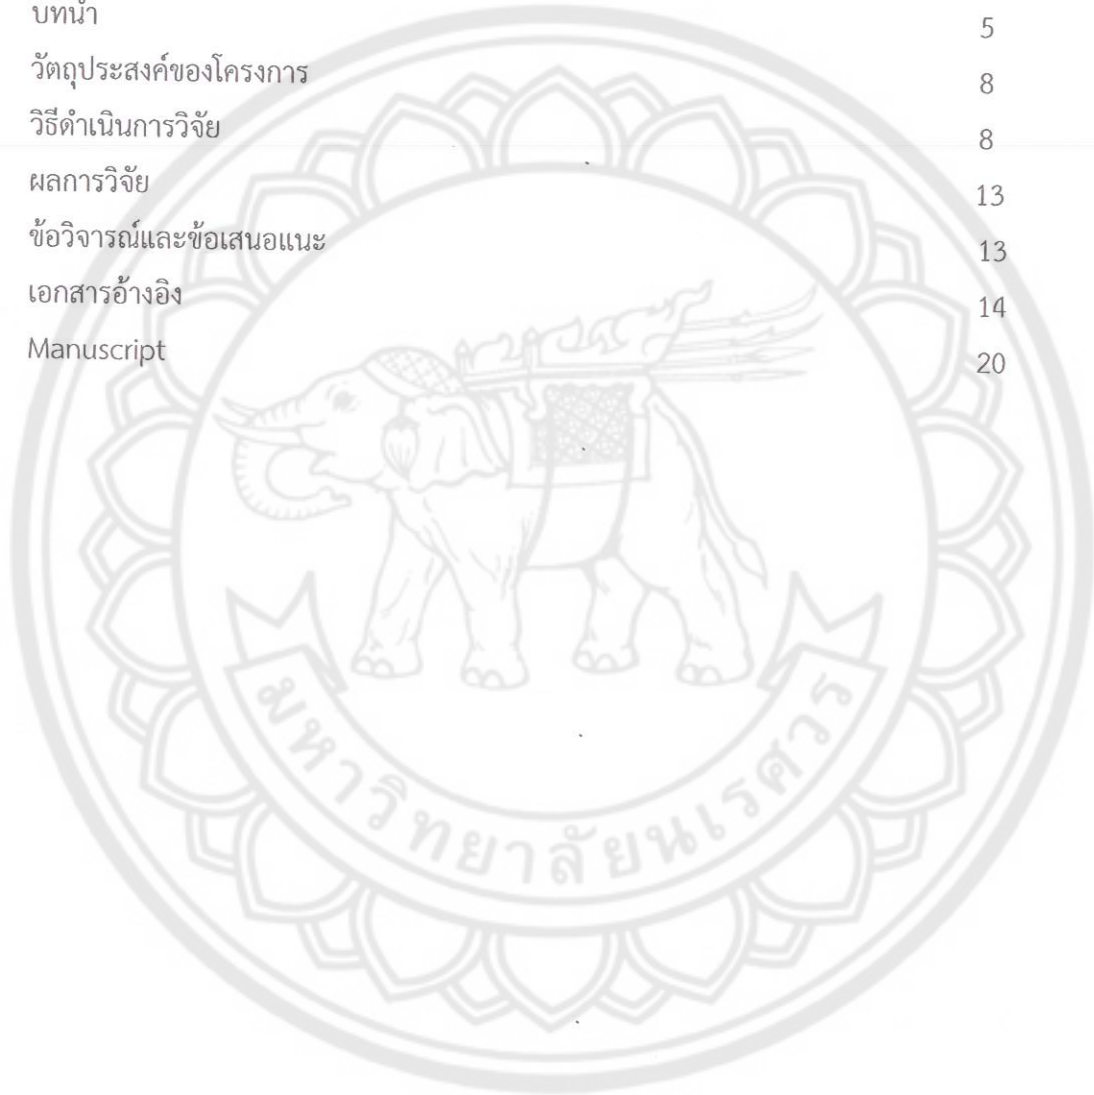 บทนำ 5
วัตถุประสงค์ของโครงการ 8
วิธีดำเนินการวิจัย 8
ผลการวิจัย 13
ข้อวิจารณ์และข้อเสนอแนะ 13
เอกสารอ้างอิง 14
Manuscript 20
มหาวิทยาลัยนเรศวร